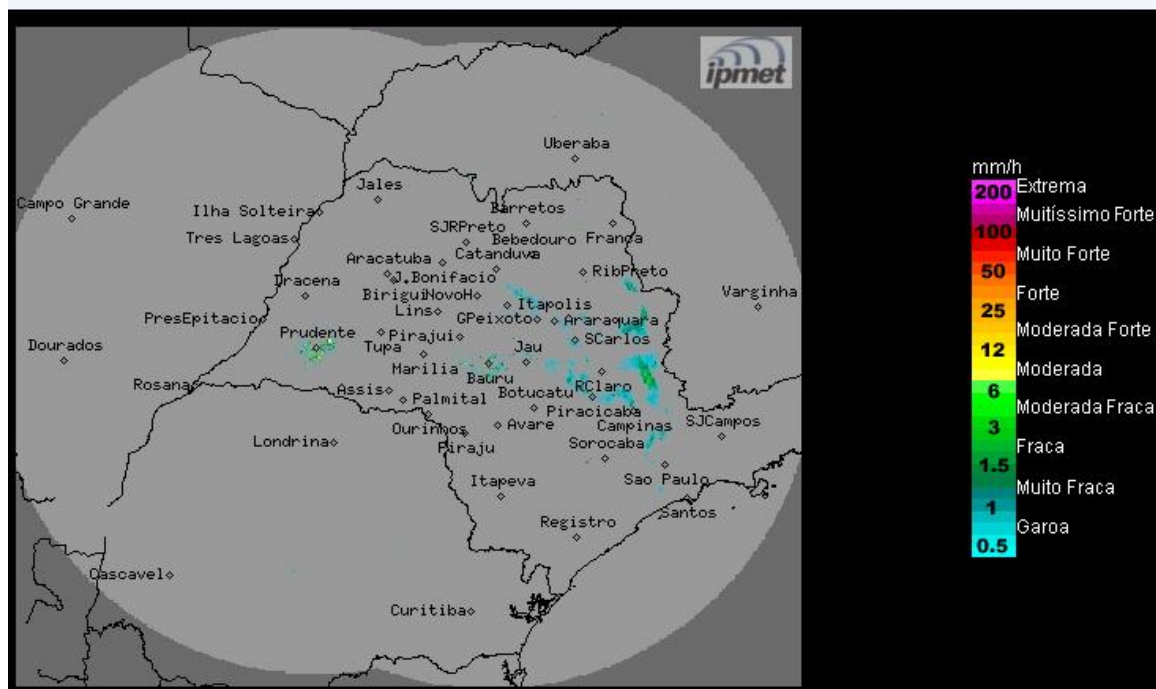 ipmet
Uberaba
Jales
Campo Grande
Ilha Solteira
Barretos
SJRPreto
Tres Lagoas
Bebedouro
Franca
Aracatuba
Catanduva
J.Bonifacio
RibPreto
Dracena
Birigui
NovoH
Itapolis
Varginha
Lins
PresEpitacio
GPeixoto
Araraquara
Prudente
Pirajui
SCarlos
Dourados
Tupa
Jau
Marilia
Bauru
Rosana
Assis
RClaro
Botucatu
Palmital
Piracicaba
SJCampos
Ourinhos
Avare
Campinas
Londrina
Piraju
Sorocaba
Itapeva
Sao Paulo
Santos
Registro
Cascavel
Curitiba
mm/h
200 Extrema
Muitíssimo Forte
100
Muito Forte
50
Forte
25
Moderada Forte
12
Moderada
6
Moderada Fraca
3
Fraca
1.5
Muito Fraca
1
Garoa
0.5